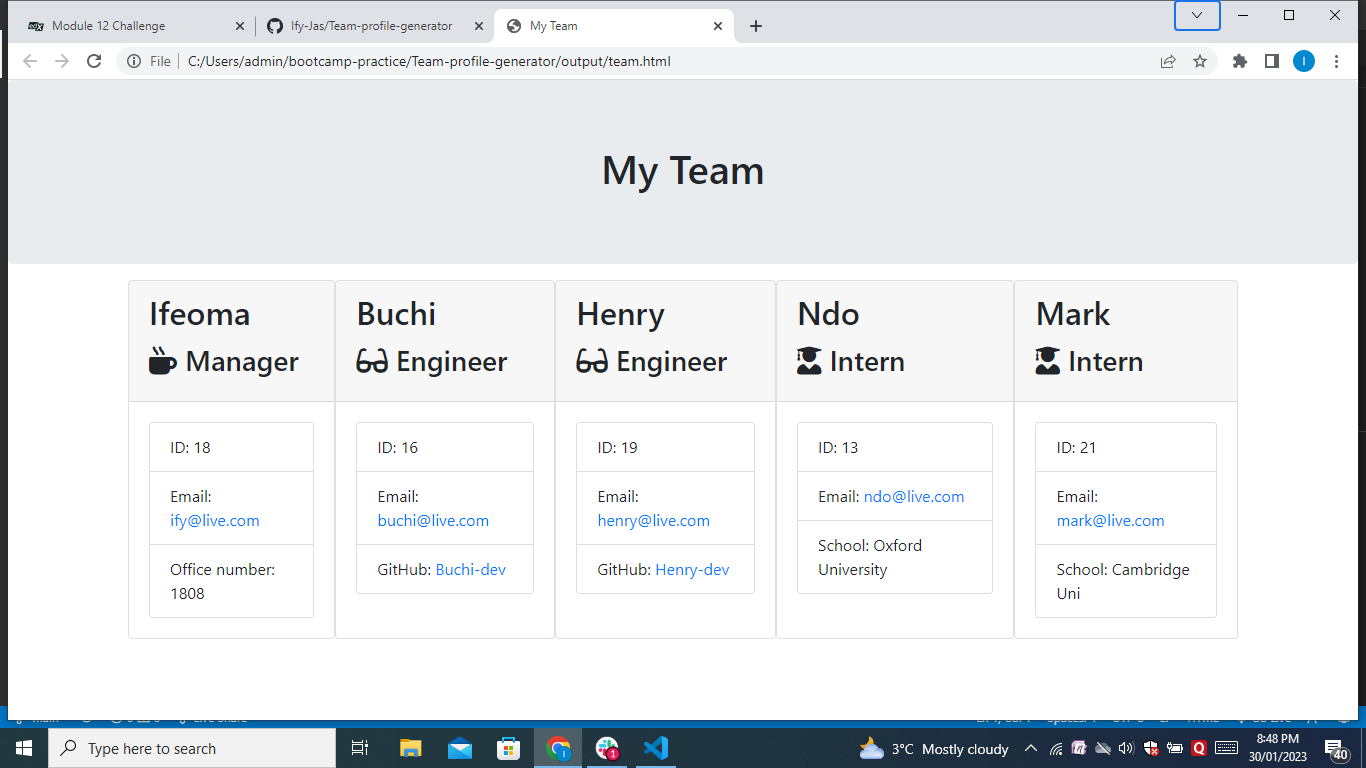 Module 12 Challenge
Ify-Jas/Team-profile-generator
My Team
File
C:/Users/admin/bootcamp-practice/Team-profile-generator/output/team.html
I
My Team
Ifeoma
Manager
ID: 18
Email:
ify@live.com
Office number:
1808
Buchi
Engineer
ID: 16
Email:
buchi@live.com
GitHub: Buchi-dev
Henry
Engineer
ID: 19
Email:
henry@live.com
GitHub: Henry-dev
Ndo
Intern
ID: 13
Email: ndo@live.com
School: Oxford
University
Mark
Intern
ID: 21
Email:
mark@live.com
School: Cambridge
Uni
Type here to search
I
1
3°C Mostly cloudy
Q
8:48 PM
30/01/2023
40